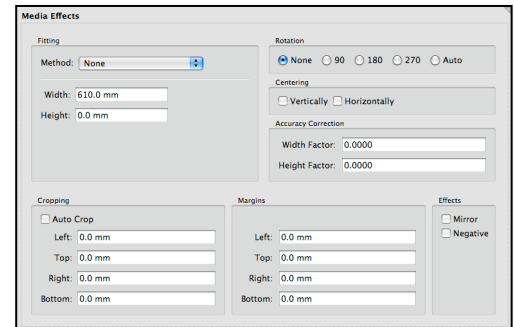 Media Effects
Fitting
Method: None
Width: 610.0 mm
Height: 0.0 mm
Rotation
None 90 180 270 Auto
Centering
Vertically Horizontally
Accuracy Correction
Width Factor: 0.0000
Height Factor: 0.0000
Cropping
Auto Crop
Left: 0.0 mm
Top: 0.0 mm
Right: 0.0 mm
Bottom: 0.0 mm
Margins
Left: 0.0 mm
Top: 0.0 mm
Right: 0.0 mm
Bottom: 0.0 mm
Effects
Mirror
Negative